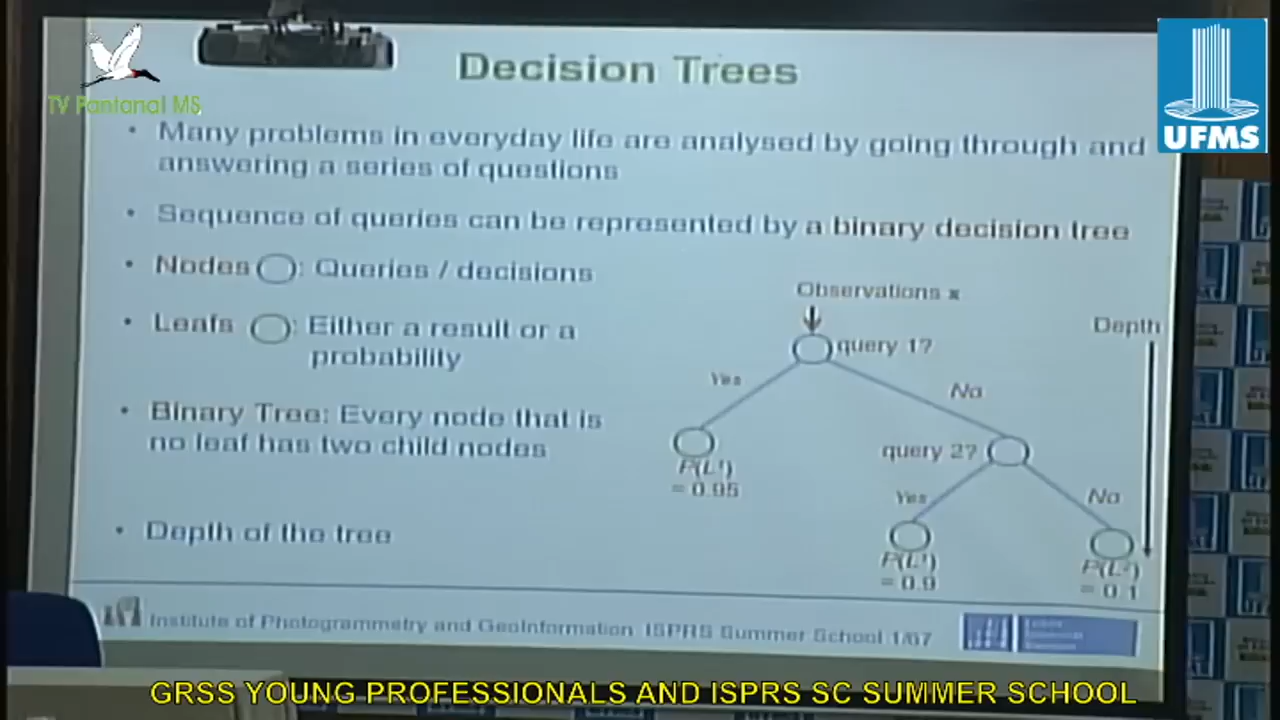 TV Pantanal MS
UFMS
Decision Trees
• Many problems in everyday life are analysed by going through and
answering a series of questions
• Sequence of queries can be represented by a binary decision tree
• Nodes : Queries / decisions
• Leafs : Either a result or a
probability
• Binary Tree: Every node that is
no leaf has two child nodes
• Depth of the tree
Observations x
Depth
query 1?
Yes
No
query 2?
P(L¹)
= 0.95
Yes
No
P(L¹)
= 0.9
= 0.1
Institute of Photogrammetry and GeoInformation ISPRS Summer School 1/67
GRSS YOUNG PROFESSIONALS AND ISPRS SC SUMMER SCHOOL